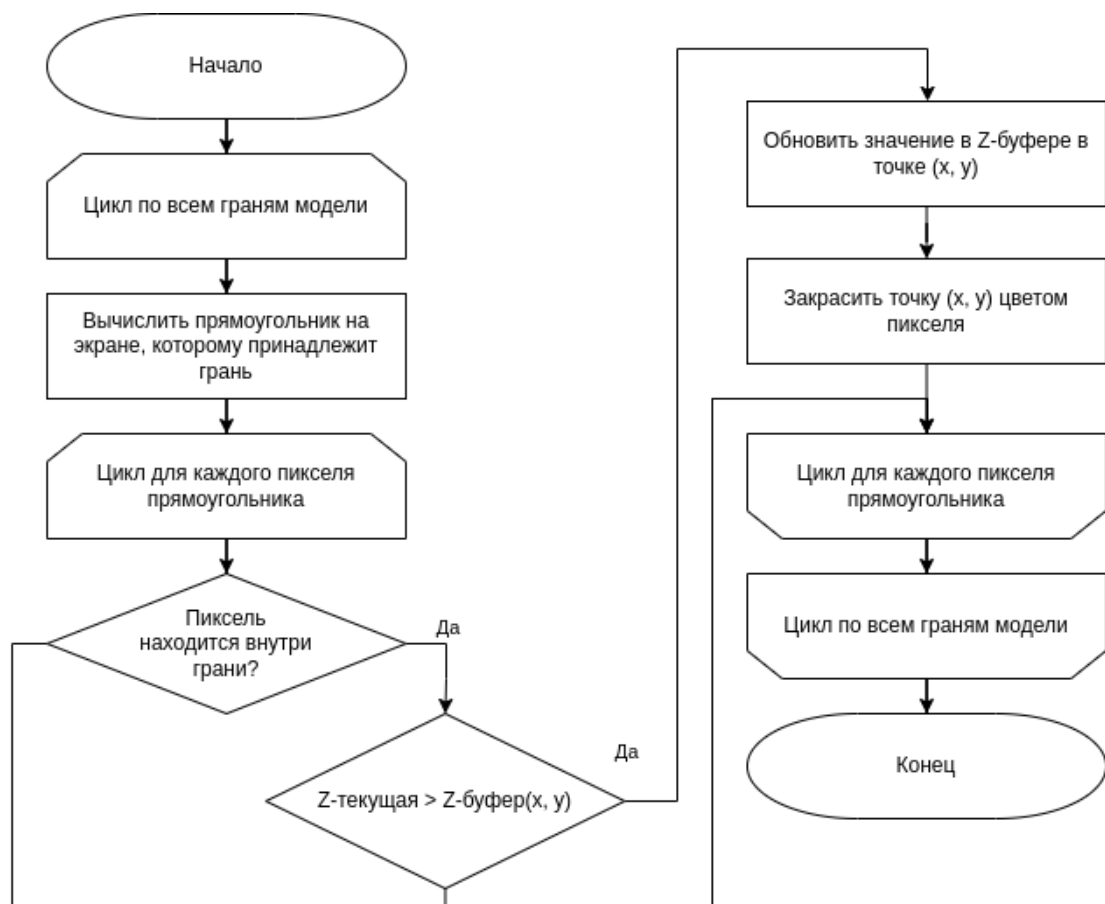 Начало
Цикл по всем граням модели
Вычислить прямоугольник на
экране, которому принадлежит
грань
Цикл для каждого пикселя
прямоугольника
Пиксель
находится внутри
грани?
Да
Z-текущая > Z-буфер(x, y)
Да
Обновить значение в Z-буфере в
точке (x, y)
Закрасить точку (x, y) цветом
пикселя
Цикл для каждого пикселя
прямоугольника
Цикл по всем граням модели
Конец